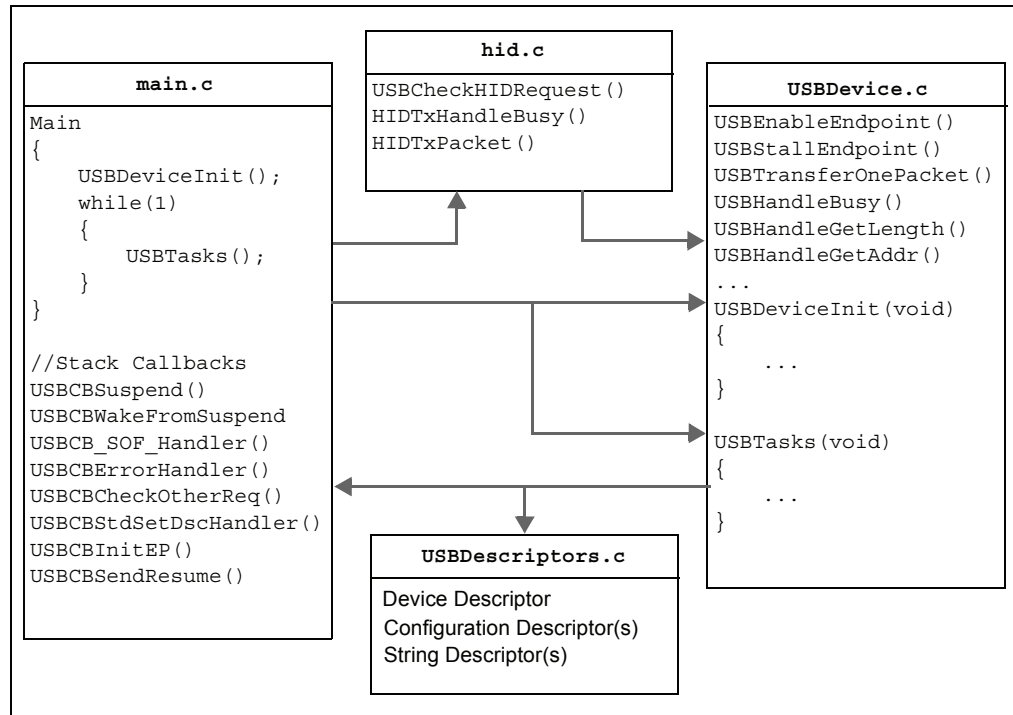 main.c
Main
{
USBDeviceInit();
while(1)
{
USBTasks();
}
}
//Stack Callbacks
USBCBSuspend()
USBCBWakeFromSuspend
USBCB_SOF_Handler()
USBCBErrorHandler()
USBCBCheckOtherReq()
USBCBStdSetDscHandler()
USBCBInitEP()
USBCBSendResume()
hid.c
USBCheckHIDRequest()
HIDTxHandleBusy()
HIDTxPacket()
USBDevice.c
USBEnableEndpoint()
USBStallEndpoint()
USBTransferOnePacket()
USBHandleBusy()
USBHandleGetLength()
USBHandleGetAddr()
...
USBDeviceInit(void)
{
...
}
USBTasks(void)
{
...
}
USBDescriptors.c
Device Descriptor
Configuration Descriptor(s)
String Descriptor(s)